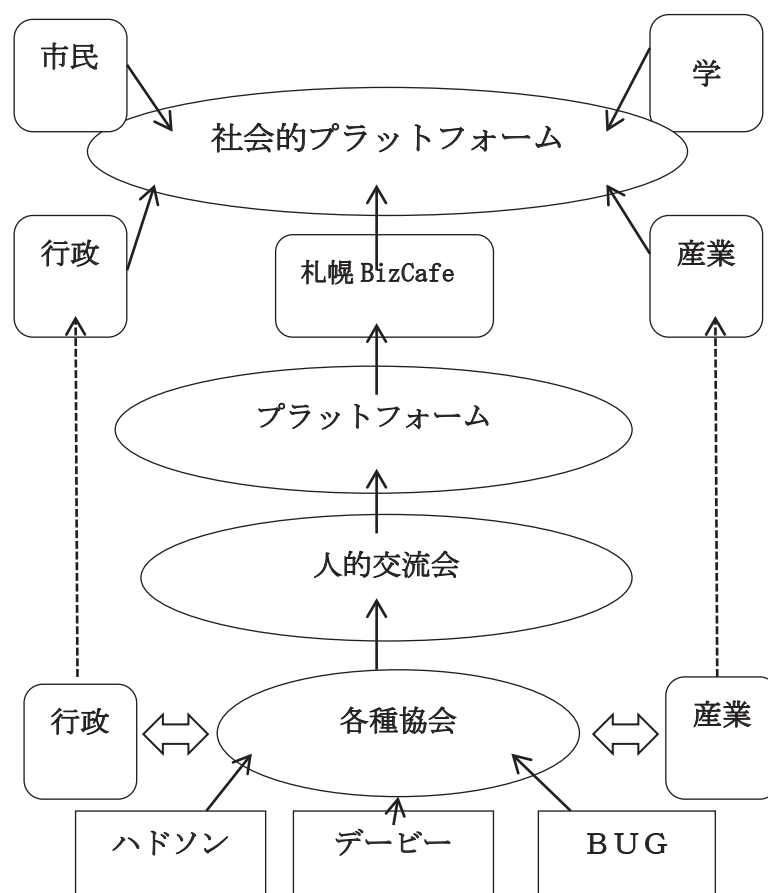 市民
学
社会的プラットフォーム
行政
札幌 BizCafe
産業
プラットフォーム
人的交流会
行政
各種協会
産業
ハドソン
デービー
ＢＵＧ